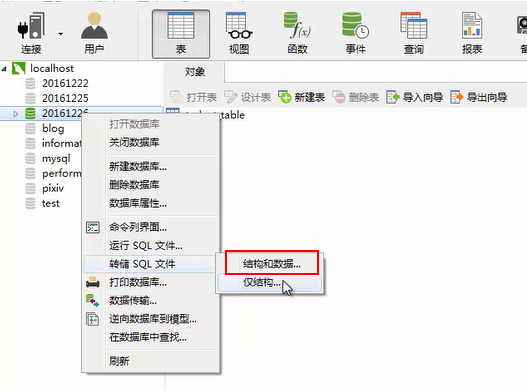 连接
用户
表
视图
函数
事件
查询
报表
localhost
20161222
20161225
blog
mysql
pixiv
test
对象
打开表
设计表
新建表
删除表
导入向导
导出向导
打开数据库
关闭数据库
新建数据库...
删除数据库
数据库属性...
命令列界面...
运行 SQL 文件...
转储 SQL 文件
打印数据库...
数据传输...
逆向数据库到模型...
在数据库中查找...
刷新
结构和数据...
仅结构...